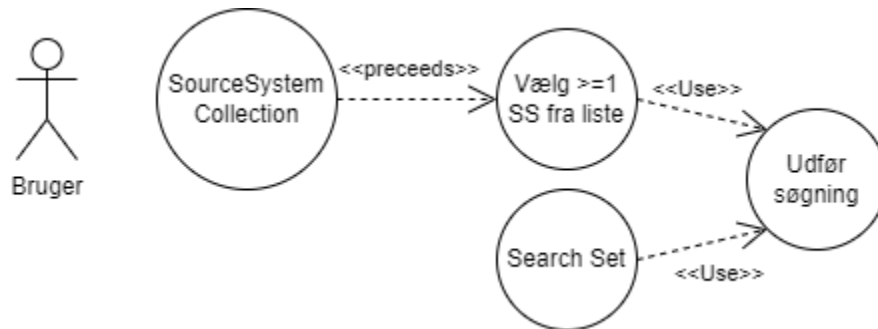 Bruger
SourceSystem
Collection
<<preceeds>>
Vælg >=1
SS fra liste
<<Use>>
Search Set
<<Use>>
Udfør
søgning